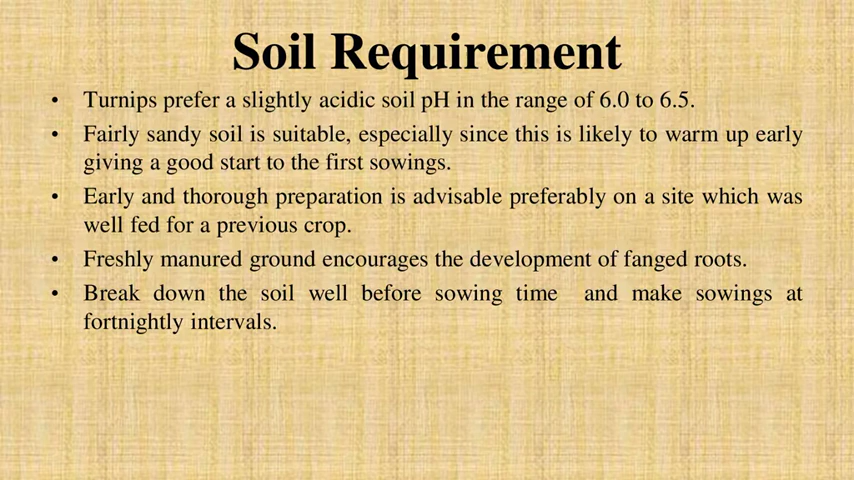 Soil Requirement
• Turnips prefer a slightly acidic soil pH in the range of 6.0 to 6.5.
• Fairly sandy soil is suitable, especially since this is likely to warm up early
giving a good start to the first sowings.
• Early and thorough preparation is advisable preferably on a site which was
well fed for a previous crop.
• Freshly manured ground encourages the development of fanged roots.
• Break down the soil well before sowing time and make sowings at
fortnightly intervals.